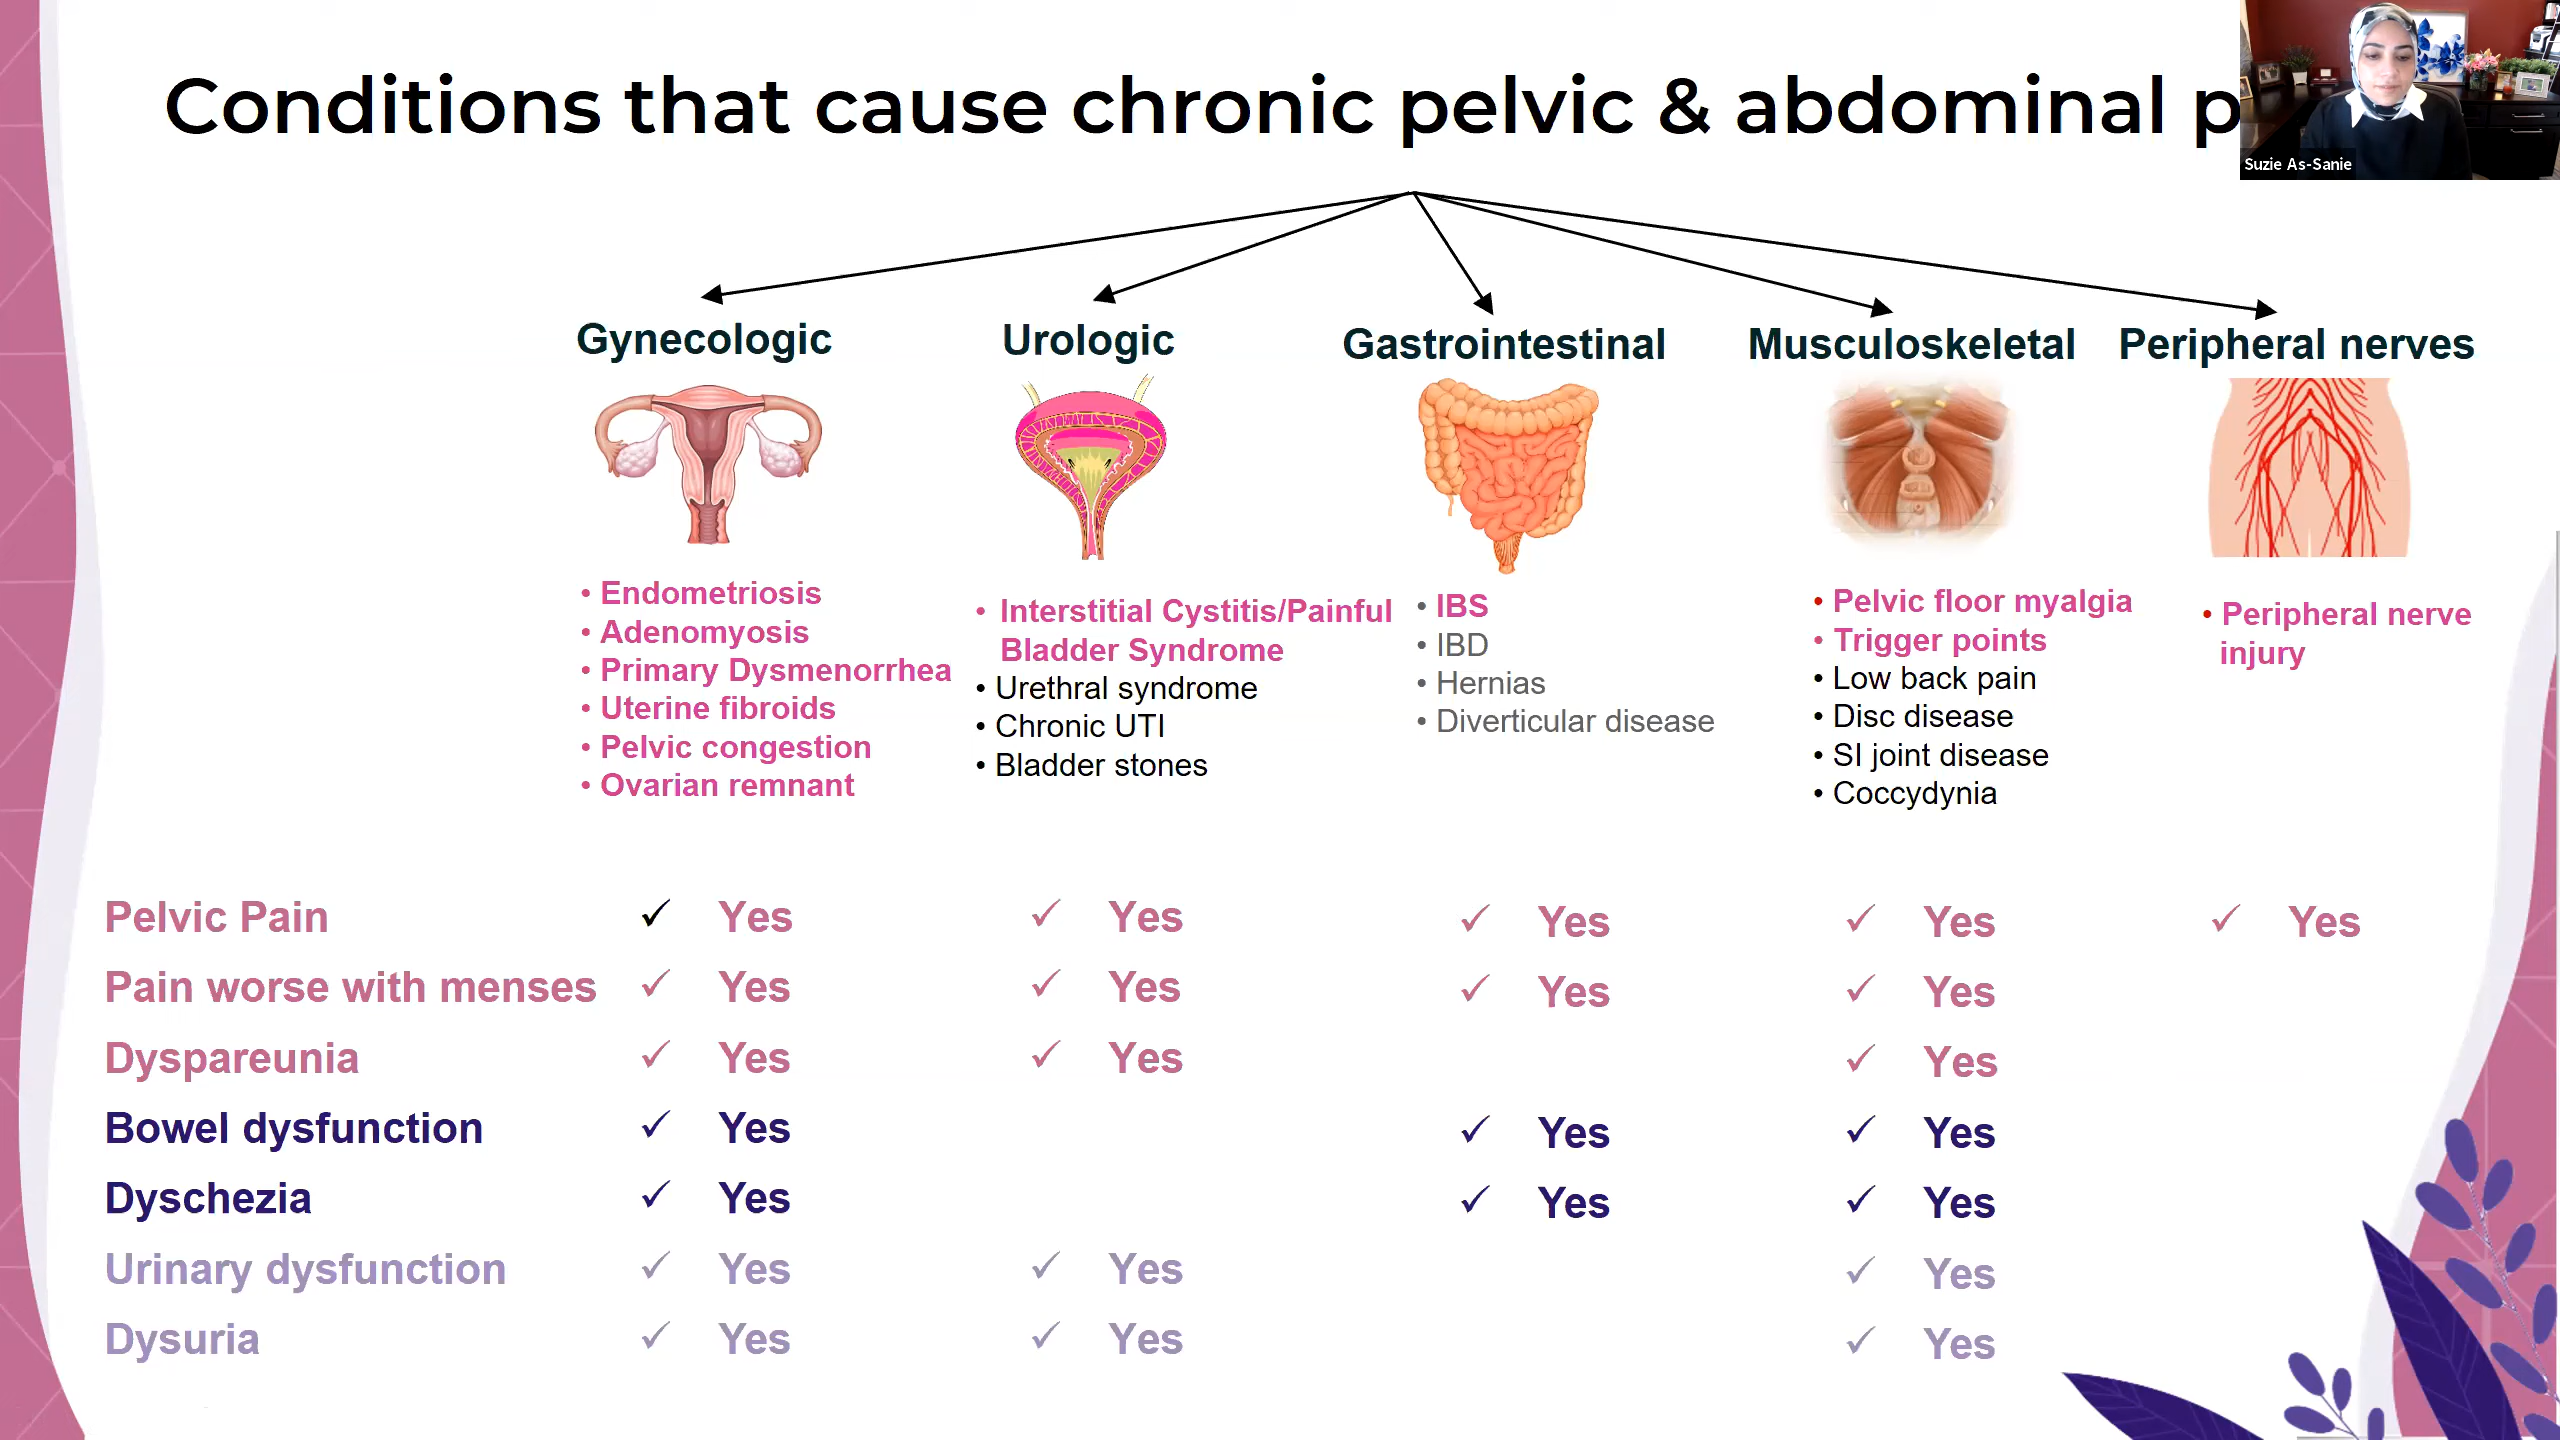 Conditions that cause chronic pelvic & abdominal p
Suzie As-Sanie
Gynecologic
Urologic
Gastrointestinal
Musculoskeletal
Peripheral nerves
• Endometriosis
• Adenomyosis
• Primary Dysmenorrhea
• Uterine fibroids
• Pelvic congestion
• Ovarian remnant
• Interstitial Cystitis/Painful
Bladder Syndrome
• Urethral syndrome
• Chronic UTI
• Bladder stones
• IBS
• IBD
• Hernias
• Diverticular disease
• Pelvic floor myalgia
• Trigger points
• Low back pain
• Disc disease
• SI joint disease
• Coccydynia
• Peripheral nerve
injury
Pelvic Pain ✓ Yes ✓ Yes ✓ Yes ✓ Yes ✓ Yes
Pain worse with menses ✓ Yes ✓ Yes ✓ Yes ✓ Yes
Dyspareunia ✓ Yes ✓ Yes ✓ Yes
Bowel dysfunction ✓ Yes ✓ Yes ✓ Yes
Dyschezia ✓ Yes ✓ Yes ✓ Yes
Urinary dysfunction ✓ Yes ✓ Yes ✓ Yes
Dysuria ✓ Yes ✓ Yes ✓ Yes